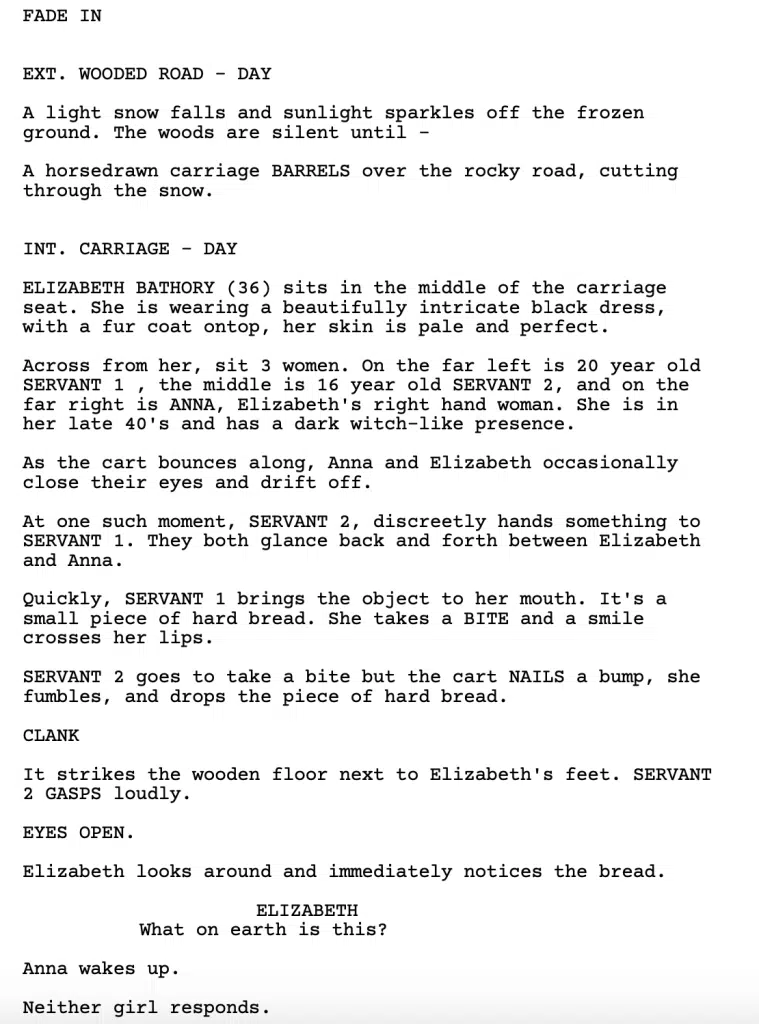 FADE IN
EXT. WOODED ROAD - DAY
A light snow falls and sunlight sparkles off the frozen
ground. The woods are silent until -
A horsedrawn carriage BARRELS over the rocky road, cutting
through the snow.
INT. CARRIAGE - DAY
ELIZABETH BATHORY (36) sits in the middle of the carriage
seat. She is wearing a beautifully intricate black dress,
with a fur coat ontop, her skin is pale and perfect.
Across from her, sit 3 women. On the far left is 20 year old
SERVANT 1 , the middle is 16 year old SERVANT 2, and on the
far right is ANNA, Elizabeth's right hand woman. She is in
her late 40's and has a dark witch-like presence.
As the cart bounces along, Anna and Elizabeth occasionally
close their eyes and drift off.
At one such moment, SERVANT 2, discreetly hands something to
SERVANT 1. They both glance back and forth between Elizabeth
and Anna.
Quickly, SERVANT 1 brings the object to her mouth. It's a
small piece of hard bread. She takes a BITE and a smile
crosses her lips.
SERVANT 2 goes to take a bite but the cart NAILS a bump, she
fumbles, and drops the piece of hard bread.
CLANK
It strikes the wooden floor next to Elizabeth's feet. SERVANT
2 GASPS loudly.
EYES OPEN.
Elizabeth looks around and immediately notices the bread.
ELIZABETH
What on earth is this?
Anna wakes up.
Neither girl responds.